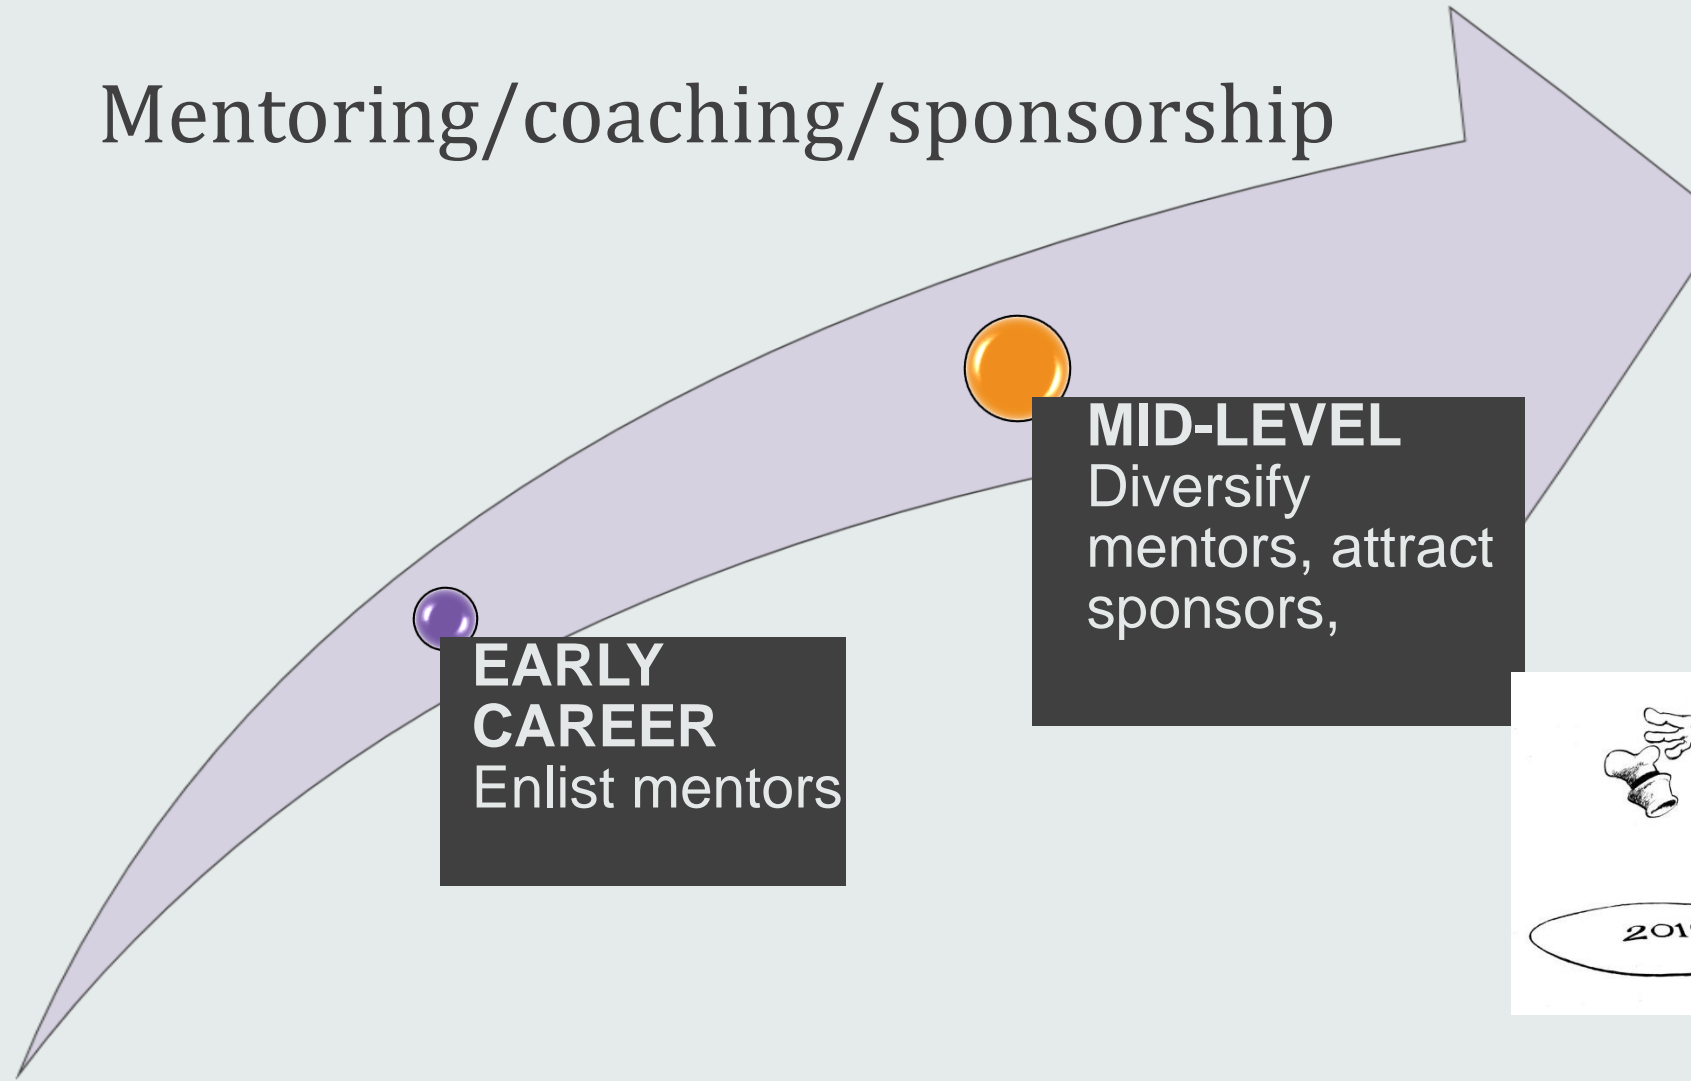 Mentoring/coaching/sponsorship
MID-LEVEL
Diversify
mentors, attract
sponsors,
EARLY
CAREER
Enlist mentors